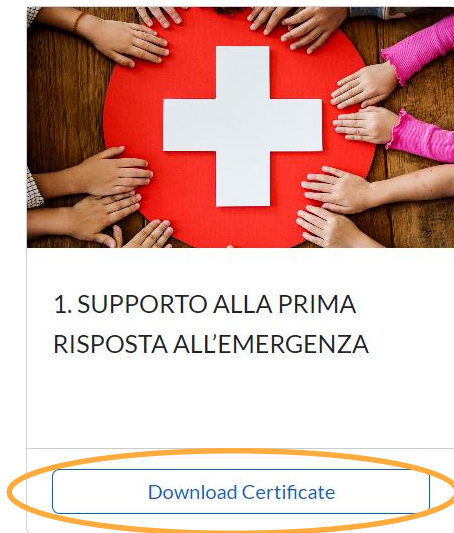 1. SUPPORTO ALLA PRIMA
RISPOSTA ALL’EMERGENZA
Download Certificate